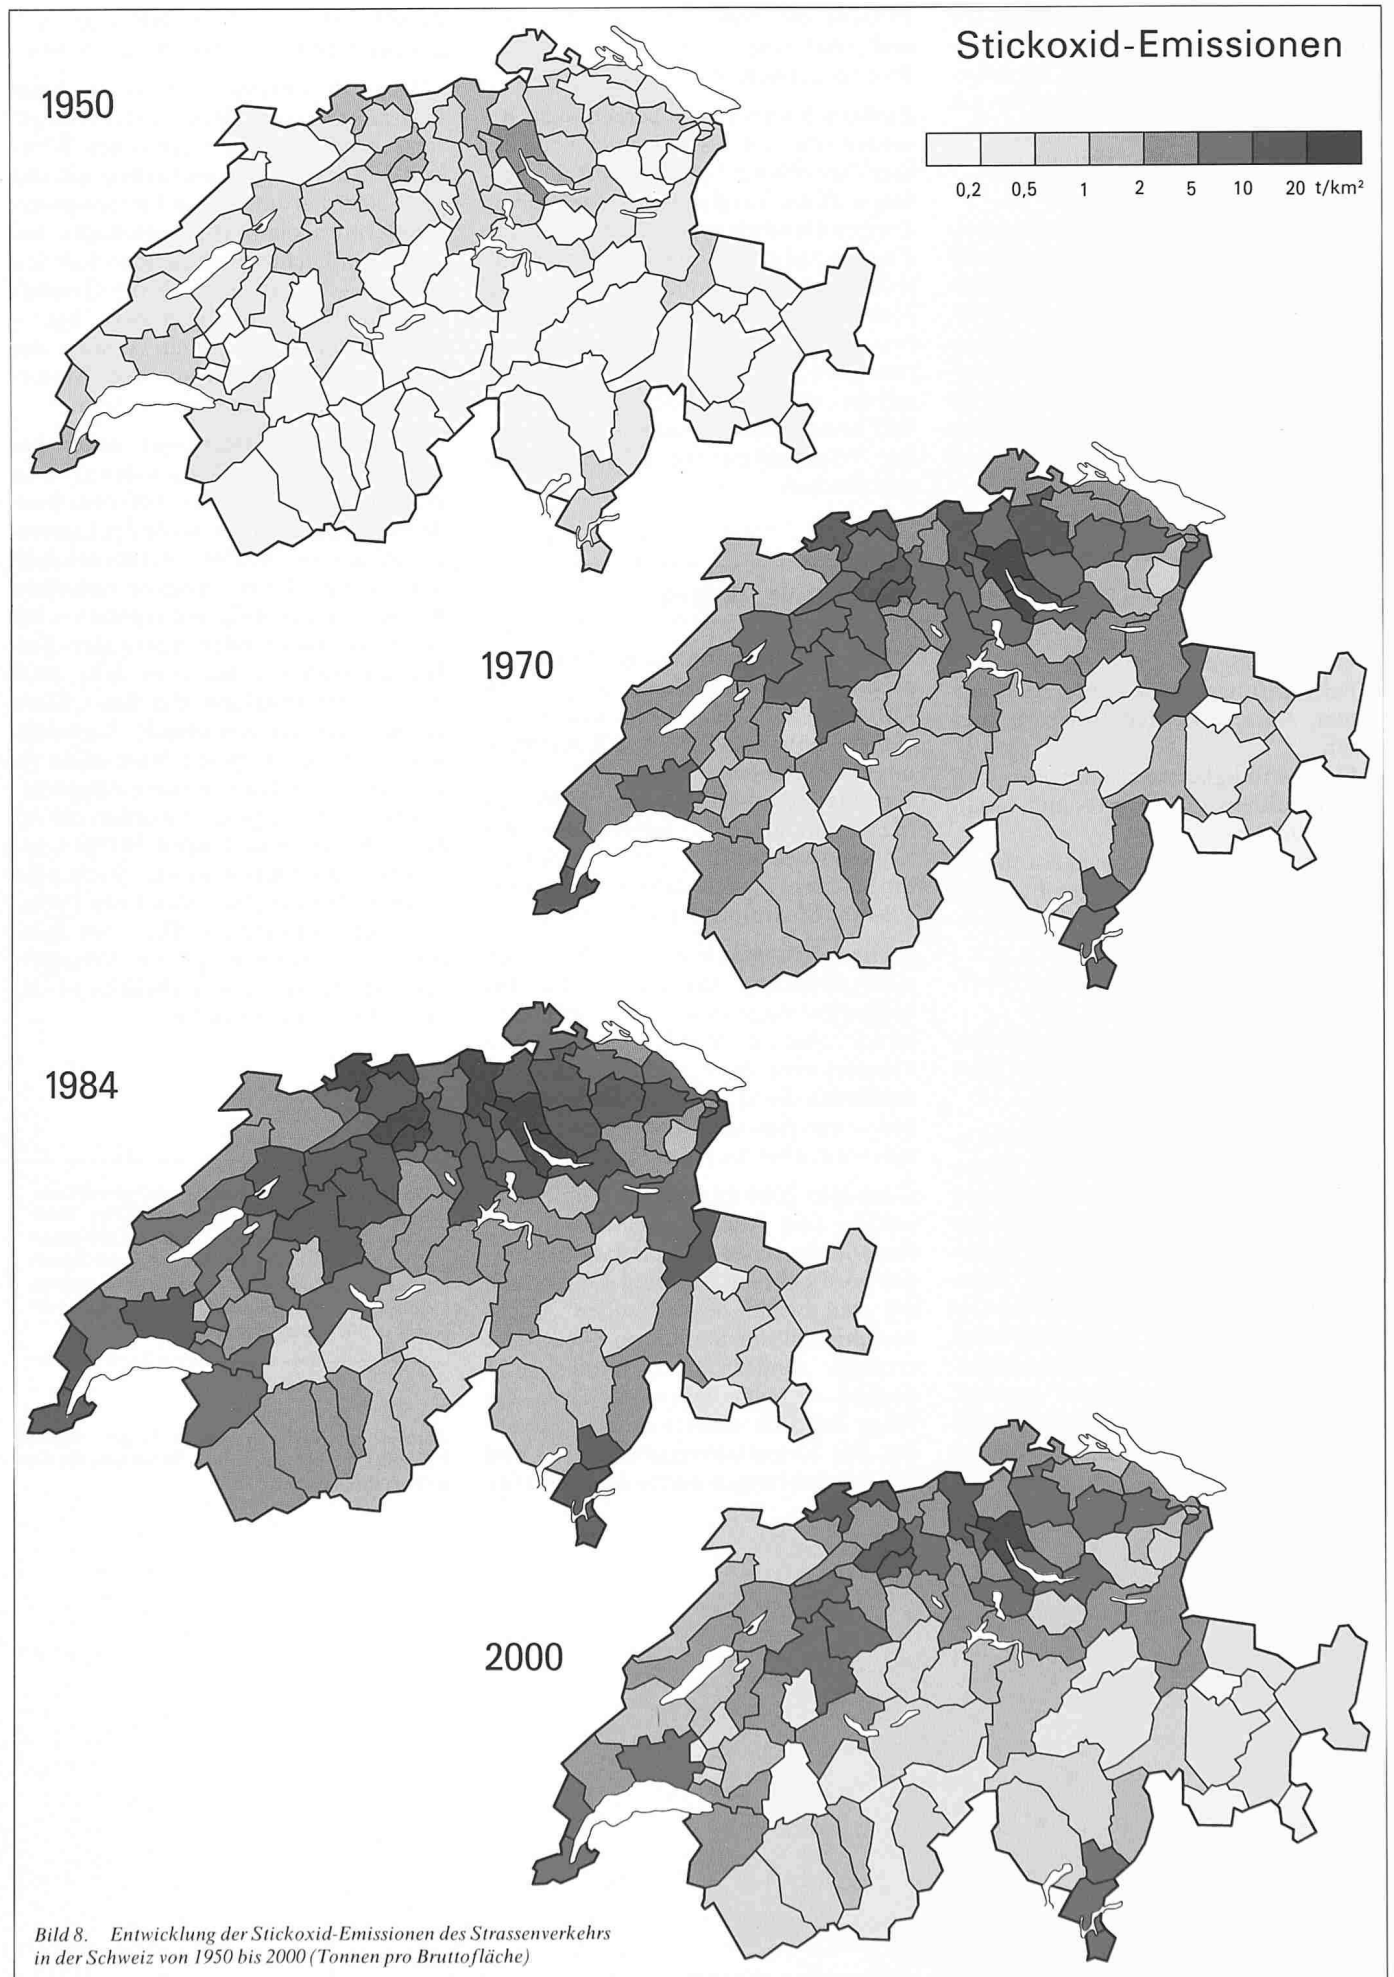 Stickoxid-Emissionen
0,2 0,5 1 2 5 10 20 t/km²
1950
1970
1984
2000
Bild 8. Entwicklung der Stickoxid-Emissionen des Strassenverkehrs
in der Schweiz von 1950 bis 2000 (Tonnen pro Bruttofläche)